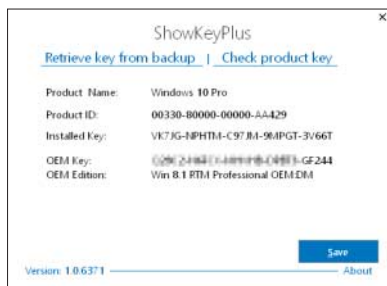 ShowKeyPlus
Retrieve key from backup | Check product key
Product Name: Windows 10 Pro
Product ID: 00330-80000-00000-AA429
Installed Key: VK7JG-NPHTM-C97JM-9MPGT-3V66T
OEM Key: -GF244
OEM Edition: Win 8.1 RTM Professional OEM:DM
Save
Version: 1.0.6371
About